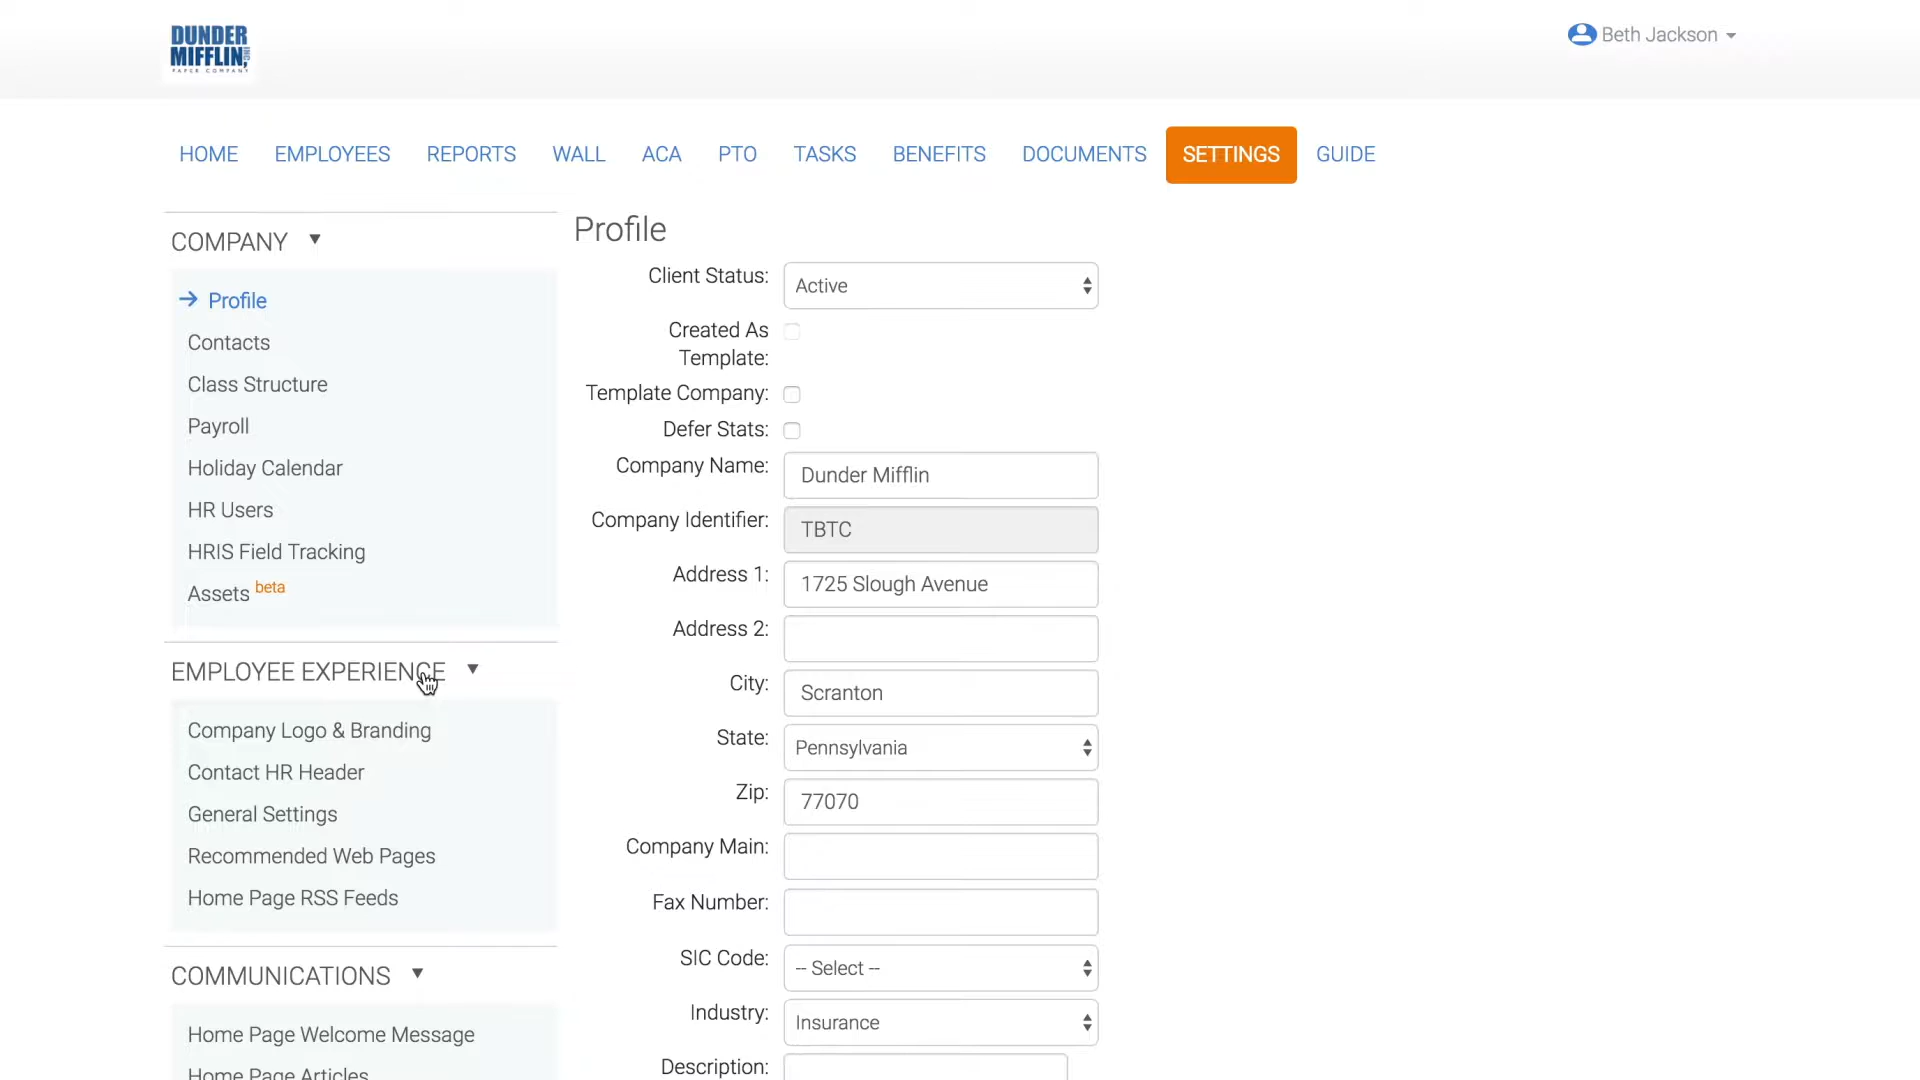 DUNDER
MIFFLIN, INC
PAPER COMPANY
Beth Jackson
HOME EMPLOYEES REPORTS WALL ACA PTO TASKS BENEFITS DOCUMENTS SETTINGS GUIDE
COMPANY
Profile
Contacts
Class Structure
Payroll
Holiday Calendar
HR Users
HRIS Field Tracking
Assets beta
EMPLOYEE EXPERIENCE
Company Logo & Branding
Contact HR Header
General Settings
Recommended Web Pages
Home Page RSS Feeds
COMMUNICATIONS
Home Page Welcome Message
Home Page Articles
Profile
Client Status: Active
Created As
Template:
Template Company:
Defer Stats:
Company Name: Dunder Mifflin
Company Identifier: TBTC
Address 1: 1725 Slough Avenue
Address 2:
City: Scranton
State: Pennsylvania
Zip: 77070
Company Main:
Fax Number:
SIC Code: -- Select --
Industry: Insurance
Description: